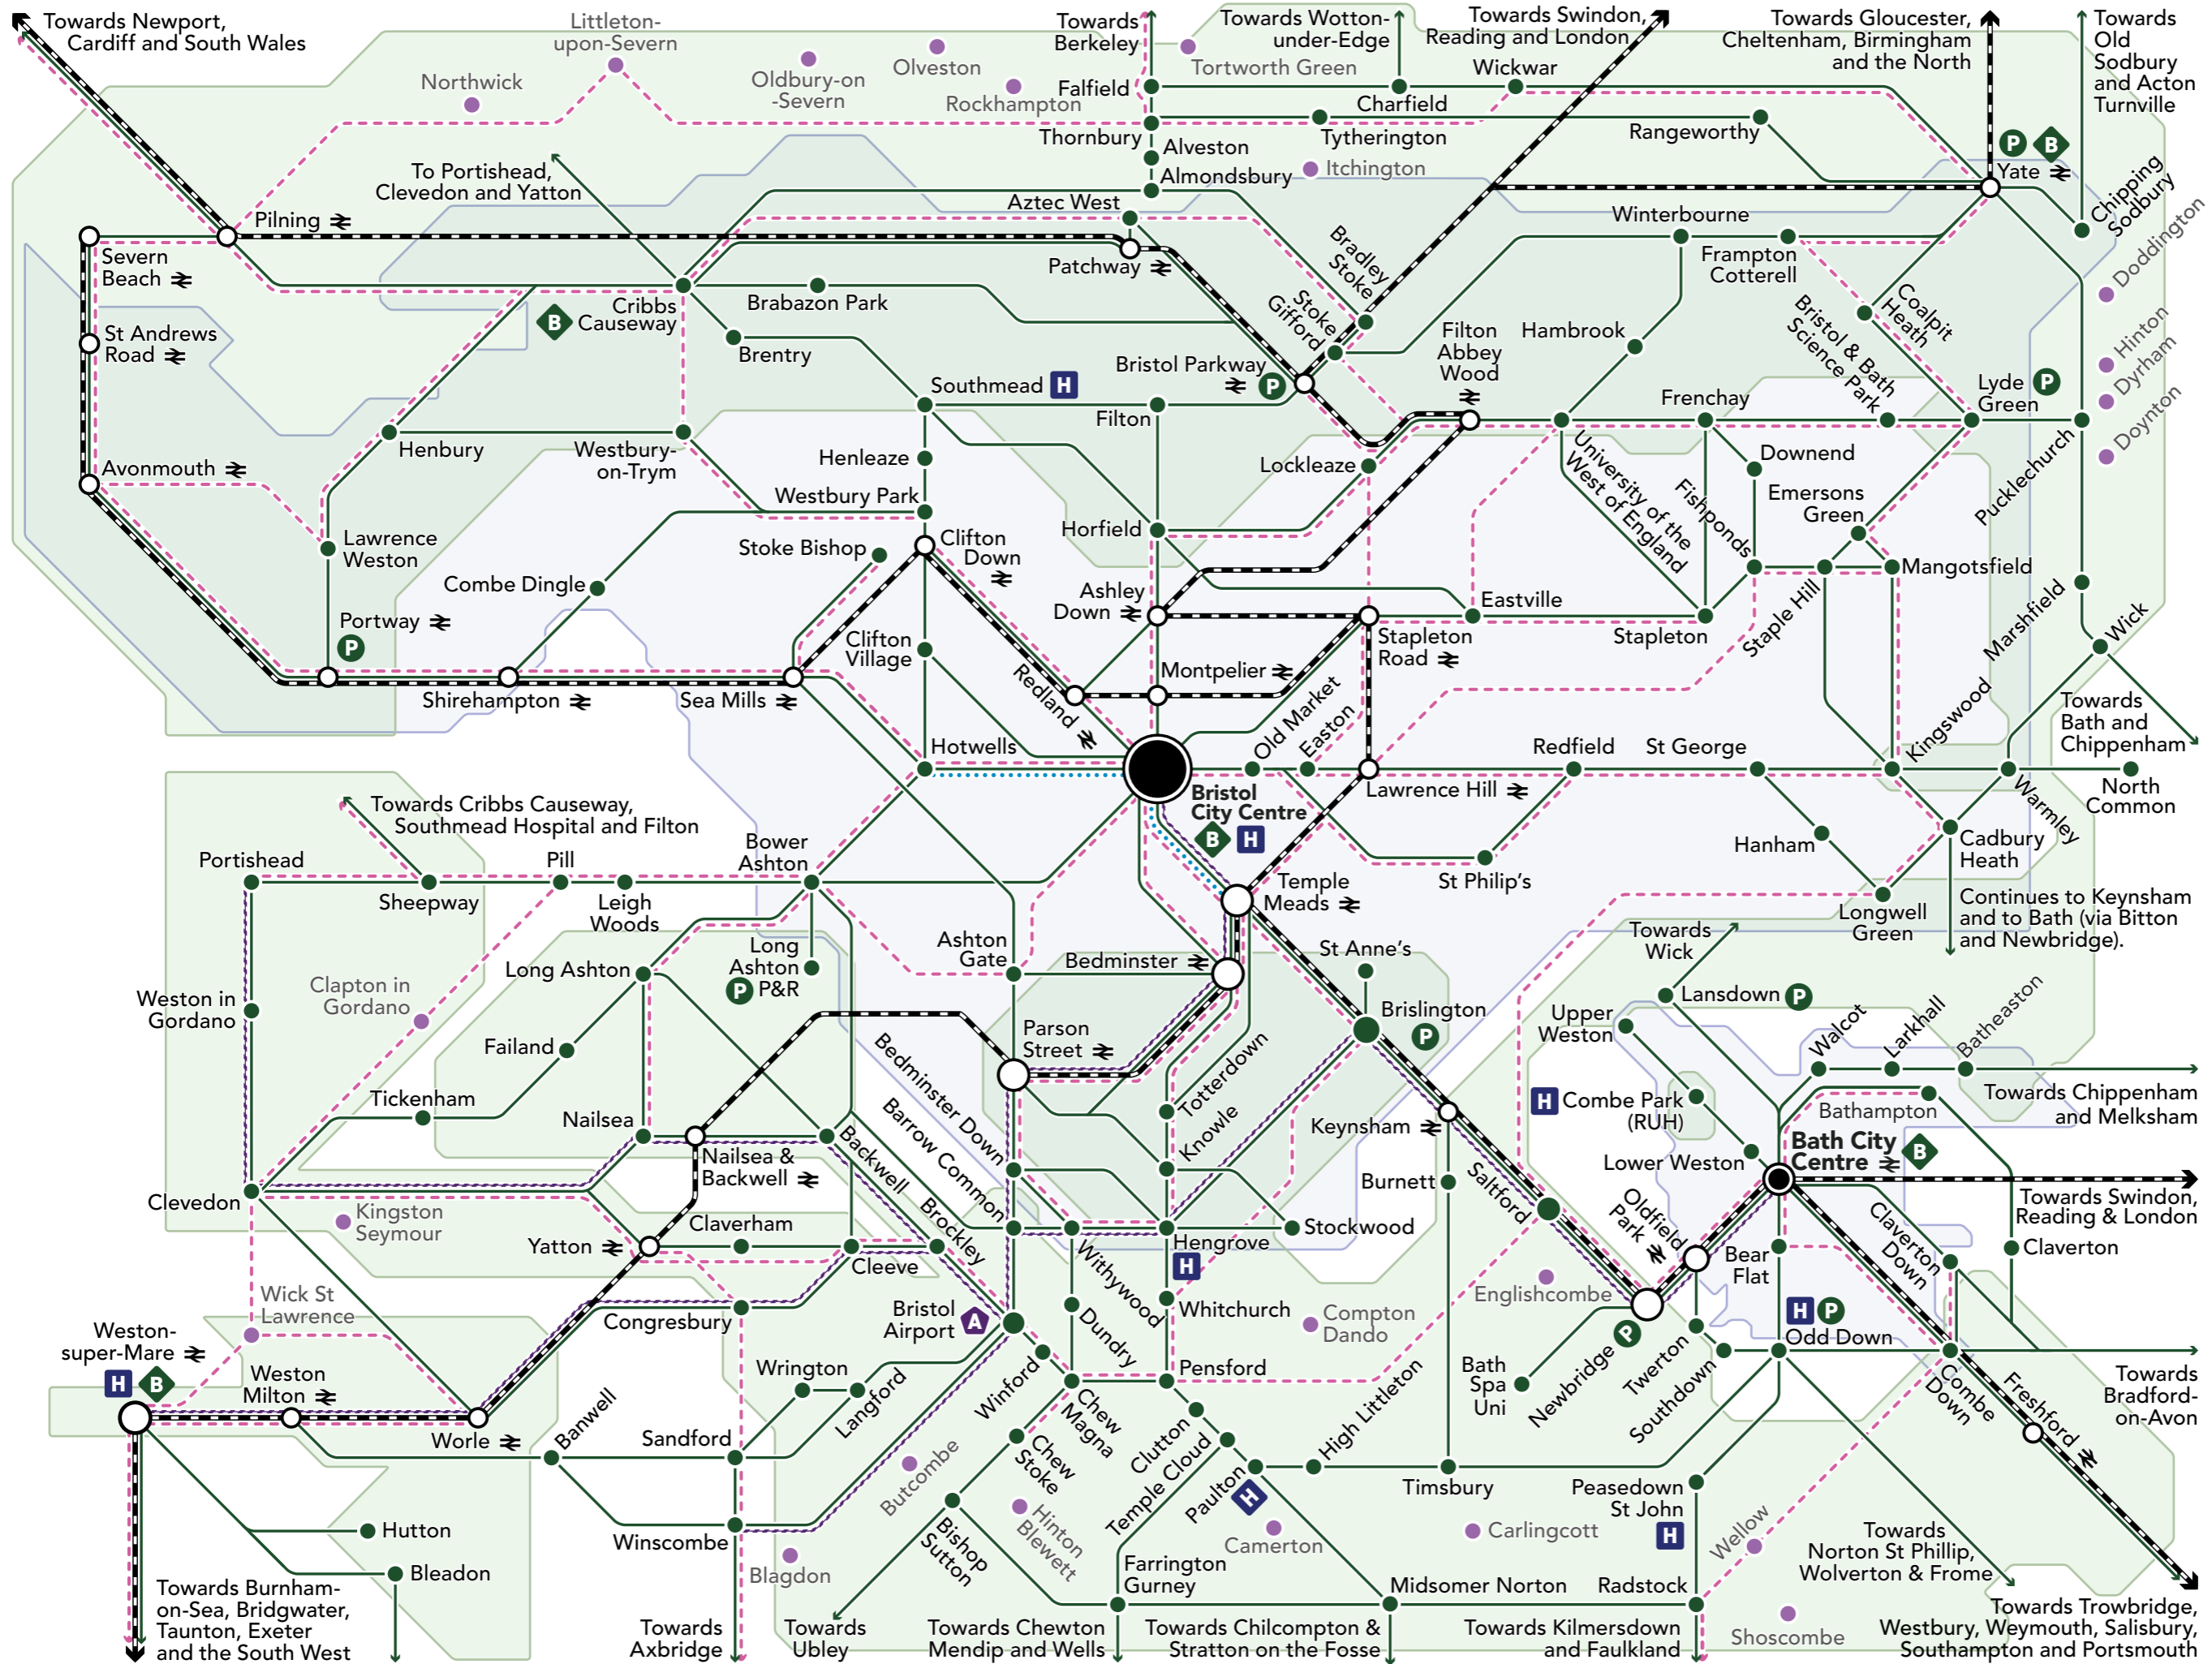 Towards Newport,
Cardiff and South Wales
Littleton-
upon-Severn
Northwick
Oldbury-on
-Severn
Olveston
Rockhampton
Towards
Berkeley
Falfield
Thornbury
Alveston
Almondsbury
Tortworth Green
Towards Wotton-
under-Edge
Charfield
Tytherington
Itchington
Towards Swindon,
Reading and London
Wickwar
Rangeworthy
Towards Gloucester,
Cheltenham, Birmingham
and the North
P
B
Yate
Towards
Old
Sodbury
and Acton
Turnville
Chipping
Sodbury
To Portishead,
Clevedon and Yatton
Pilning
Severn
Beach
St Andrews
Road
Avonmouth
Aztec West
Patchway
Cribbs
Causeway
B
Brabazon Park
Brentry
Bradley
Stoke
Stoke
Gifford
Bristol Parkway
P
Winterbourne
Frampton
Cotterell
Hambrook
Coalpit
Heath
Bristol & Bath
Science Park
Doddington
Hinton
Dyrham
Doynton
Henbury
Westbury-
on-Trym
Southmead
H
Filton
Filton
Abbey
Wood
Frenchay
Lyde
Green
P
Pucklechurch
Henleaze
Westbury Park
Lockleaze
University of the
West of England
Downend
Fishponds
Emersons
Green
Lawrence
Weston
Stoke Bishop
Clifton
Down
Horfield
Combe Dingle
Ashley
Down
Eastville
Stapleton
Staple Hill
Mangotsfield
Marshfield
Wick
Portway
P
Shirehampton
Sea Mills
Clifton
Village
Redland
Montpelier
Stapleton
Road
Old Market
Easton
Hotwells
Redfield
St George
Kingswood
Towards
Bath and
Chippenham
Lawrence Hill
Bristol
City Centre
B
H
Warmley
North
Common
Towards Cribbs Causeway,
Southmead Hospital and Filton
Portishead
Sheepway
Pill
Leigh
Woods
Bower
Ashton
Temple
Meads
St Philip's
Hanham
Cadbury
Heath
Longwell
Green
Continues to Keynsham
and to Bath (via Bitton
and Newbridge).
Weston in
Gordano
Clapton in
Gordano
Long Ashton
Long
Ashton
P&R
P
Ashton
Gate
Bedminster
St Anne's
Brislington
P
Towards
Wick
Lansdown
P
Upper
Weston
Walcot
Larkhall
Batheaston
Failand
Tickenham
Parson
Street
Totterdown
Knowle
Bedminster Down
Barrow Common
H
Combe Park
(RUH)
Bathampton
Towards Chippenham
and Melksham
Nailsea
Nailsea &
Backwell
Backwell
Keynsham
Burnett
Saltford
Lower Weston
Bath City
Centre
B
Clevedon
Kingston
Seymour
Yatton
Claverham
Cleeve
Brockley
Withywood
Hengrove
H
Stockwood
Oldfield
Park
Bear
Flat
Claverton
Down
Claverton
Towards Swindon,
Reading & London
Wick St
Lawrence
Congresbury
Bristol
Airport
A
Dundry
Whitchurch
Compton
Dando
Englishcombe
H
P
Odd Down
Weston-
super-Mare
H
B
Weston
Milton
Worle
Wrington
Langford
Winford
Chew
Magna
Pensford
Bath
Spa
Uni
Newbridge
P
Twerton
Southdown
Combe
Down
Freshford
Towards
Bradford-
on-Avon
Banwell
Sandford
Butcombe
Chew
Stoke
Clutton
Temple Cloud
Paulton
H
High Littleton
Timsbury
Peasedown
St John
H
Hutton
Bleadon
Winscombe
Blagdon
Bishop
Sutton
Hinton
Blewett
Camerton
Carlingcott
Wellow
Towards
Norton St Phillip,
Wolverton & Frome
Farrington
Gurney
Midsomer Norton
Radstock
Shoscombe
Towards Burnham-
on-Sea, Bridgwater,
Taunton, Exeter
and the South West
Towards
Axbridge
Towards
Ubley
Towards Chewton
Mendip and Wells
Towards Chilcompton &
Stratton on the Fosse
Towards Kilmersdown
and Faulkland
Towards Trowbridge,
Westbury, Weymouth, Salisbury,
Southampton and Portsmouth